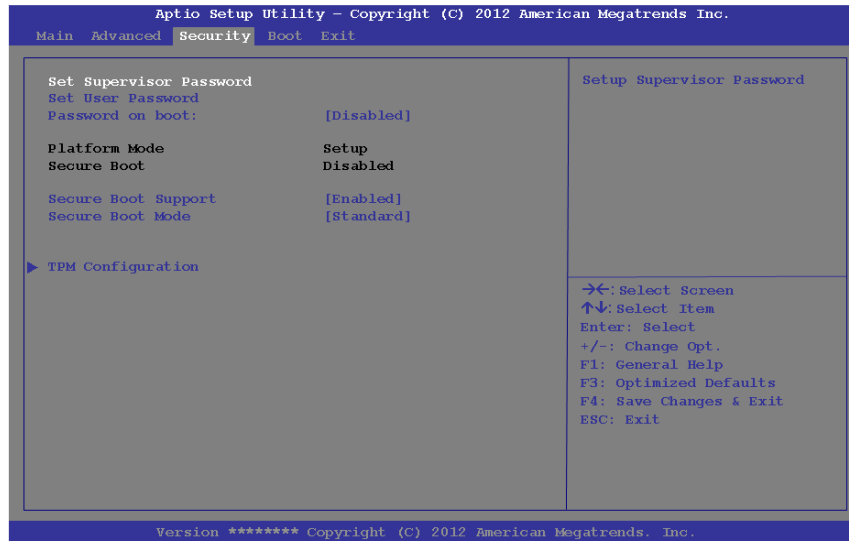 Aptio Setup Utility – Copyright (C) 2012 American Megatrends Inc.
Main Advanced Security Boot Exit
Set Supervisor Password
Set User Password
Password on boot: [Disabled]
Platform Mode Setup
Secure Boot Disabled
Secure Boot Support [Enabled]
Secure Boot Mode [Standard]
▶ TPM Configuration
Setup Supervisor Password
→←: Select Screen
↑↓: Select Item
Enter: Select
+/-: Change Opt.
F1: General Help
F3: Optimized Defaults
F4: Save Changes & Exit
ESC: Exit
Version ******** Copyright (C) 2012 American Megatrends. Inc.